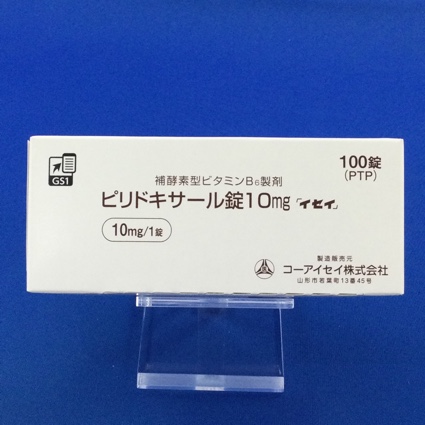 GS1
100錠
(PTP)
補酵素型ビタミンB₆製剤
ピリドキサール錠10mg「イセイ」
10mg/1錠
製造販売元
コーアイセイ株式会社
山形市若葉町13番45号